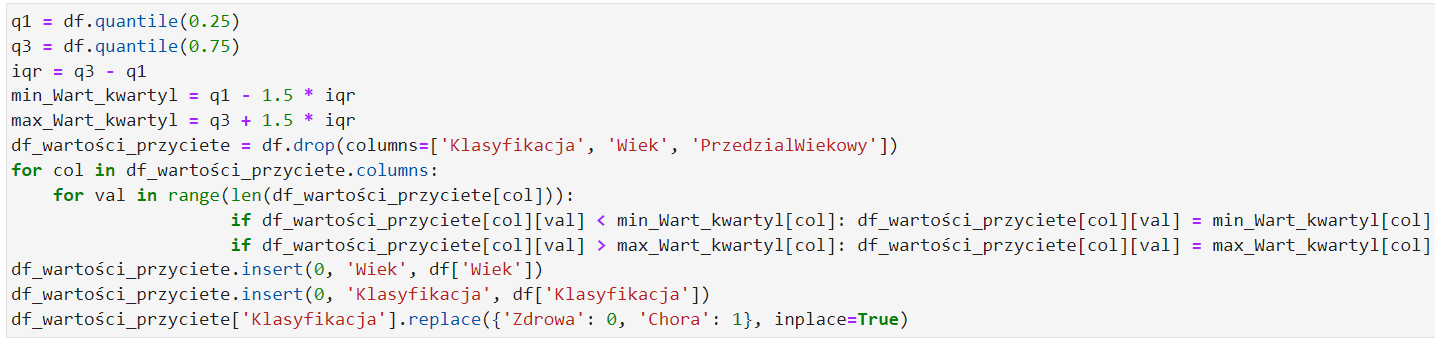 q1 = df.quantile(0.25)
q3 = df.quantile(0.75)
iqr = q3 - q1
min_Wart_kwartyl = q1 - 1.5 * iqr
max_Wart_kwartyl = q3 + 1.5 * iqr
df_wartości_przyciete = df.drop(columns=['Klasyfikacja', 'Wiek', 'PrzedzialWiekowy'])
for col in df_wartości_przyciete.columns:
    for val in range(len(df_wartości_przyciete[col])):
                     if df_wartości_przyciete[col][val] < min_Wart_kwartyl[col]: df_wartości_przyciete[col][val] = min_Wart_kwartyl[col]
                     if df_wartości_przyciete[col][val] > max_Wart_kwartyl[col]: df_wartości_przyciete[col][val] = max_Wart_kwartyl[col]
df_wartości_przyciete.insert(0, 'Wiek', df['Wiek'])
df_wartości_przyciete.insert(0, 'Klasyfikacja', df['Klasyfikacja'])
df_wartości_przyciete['Klasyfikacja'].replace({'Zdrowa': 0, 'Chora': 1}, inplace=True)